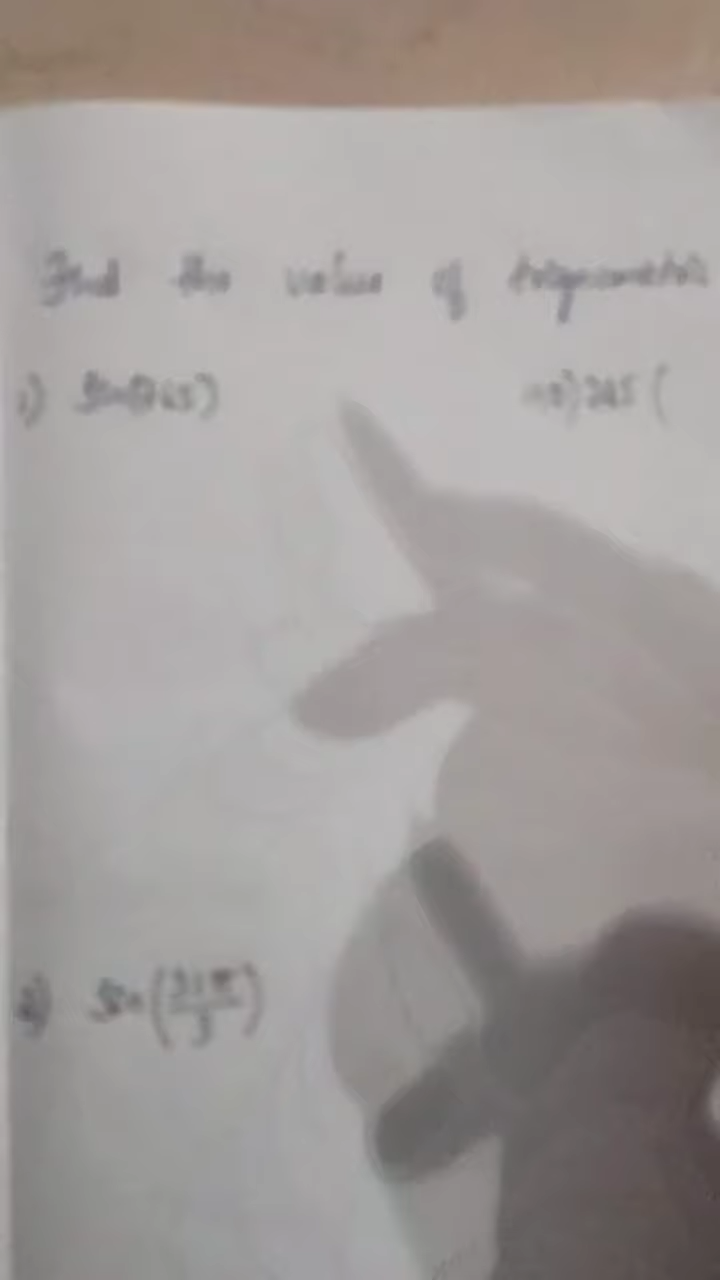 Find the value of trigonometric
i) Sin(765)
ii) Sin(31π/3)